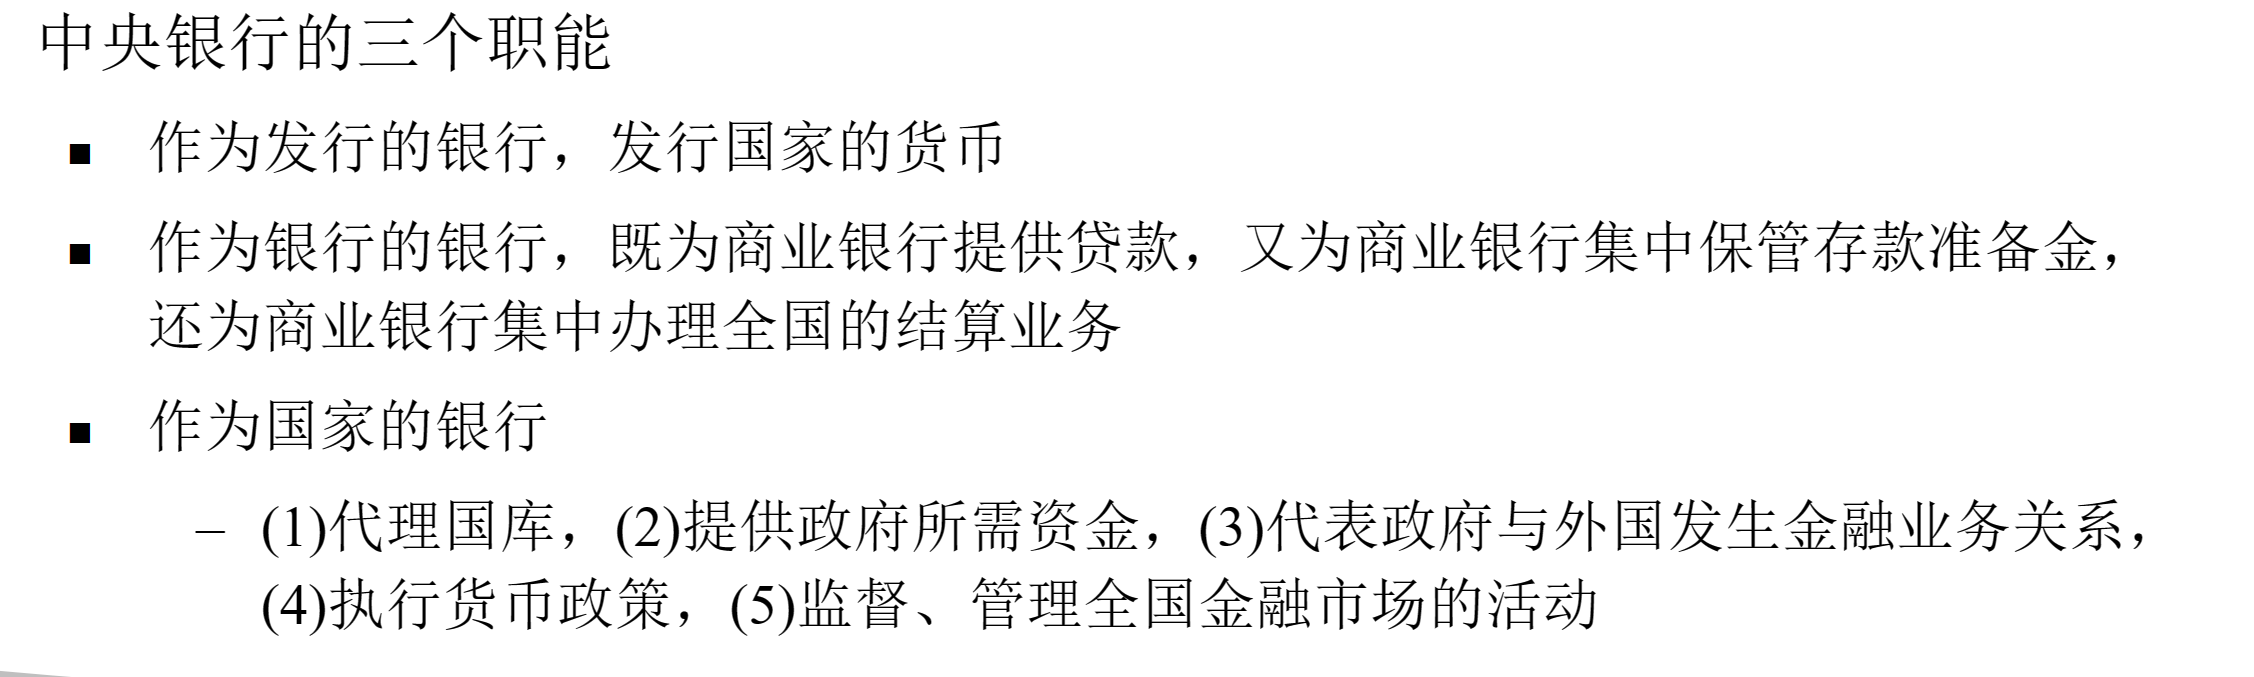 中央银行的三个职能
■ 作为发行的银行，发行国家的货币
■ 作为银行的银行，既为商业银行提供贷款，又为商业银行集中保管存款准备金，
还为商业银行集中办理全国的结算业务
■ 作为国家的银行
– (1)代理国库，(2)提供政府所需资金，(3)代表政府与外国发生金融业务关系，
(4)执行货币政策，(5)监督、管理全国金融市场的活动